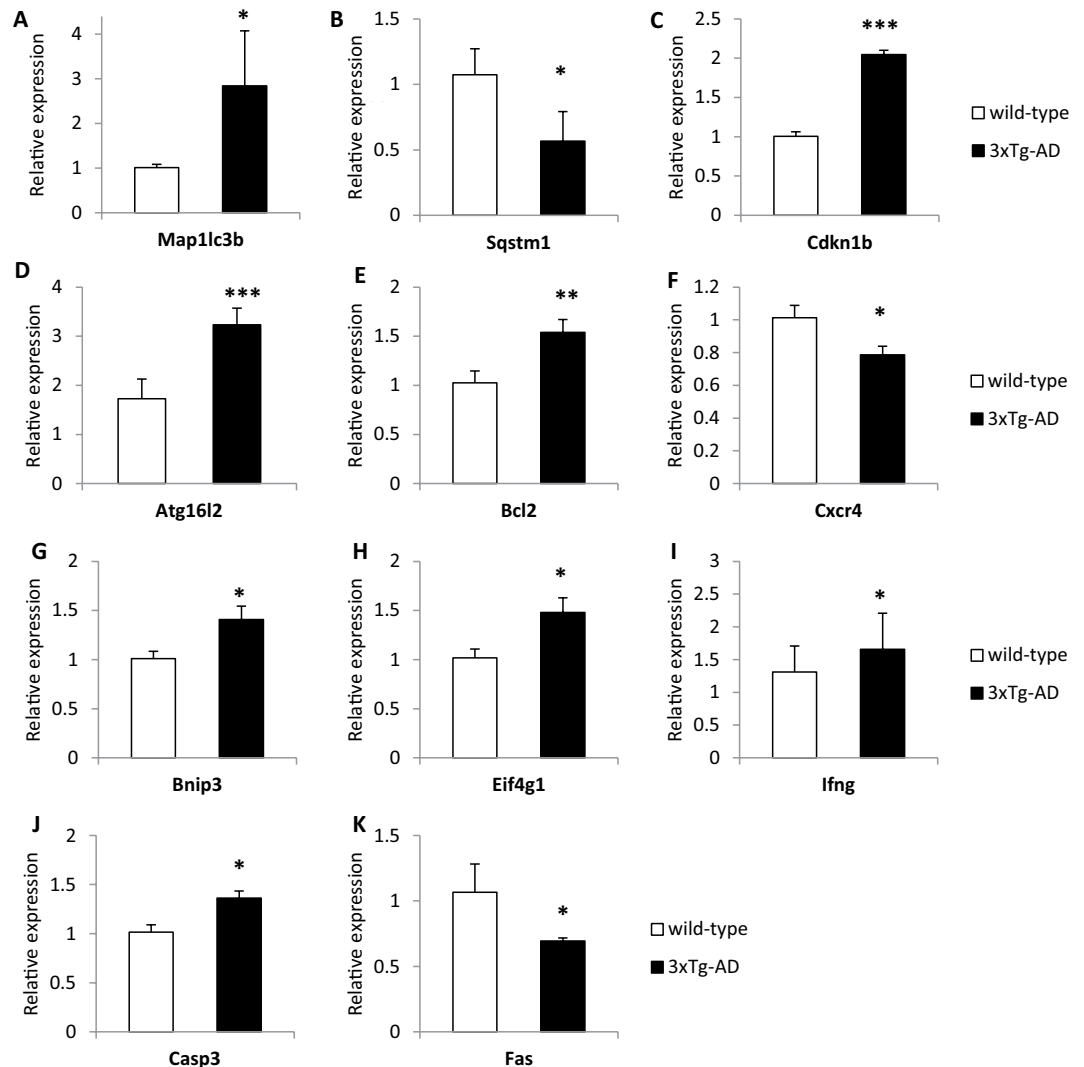 A
Relative expression
4
3
2
1
0
*
Map1lc3b
B
Relative expression
1.5
1
0.5
0
*
Sqstm1
C
Relative expression
2.5
2
1.5
1
0.5
0
***
Cdkn1b
wild-type
3xTg-AD
D
Relative expression
4
3
2
1
0
***
Atg16l2
E
Relative expression
2
1.5
1
0.5
0
**
Bcl2
F
Relative expression
1.2
1
0.8
0.6
0.4
0.2
0
*
Cxcr4
wild-type
3xTg-AD
G
Relative expression
2
1.5
1
0.5
0
*
Bnip3
H
Relative expression
2
1.5
1
0.5
0
*
Eif4g1
I
Relative expression
3
2.5
2
1.5
1
0.5
0
*
Ifng
wild-type
3xTg-AD
J
Relative expression
2
1.5
1
0.5
0
*
Casp3
K
Relative expression
1.5
1
0.5
0
*
Fas
wild-type
3xTg-AD